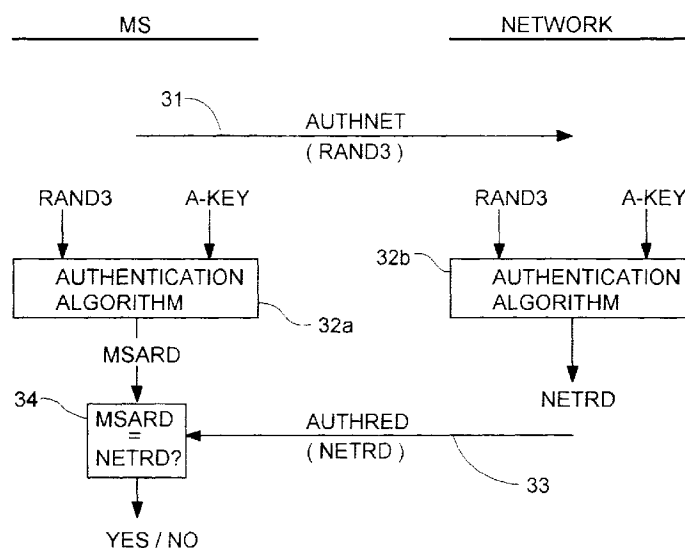 MS
NETWORK
31
AUTHNET
( RAND3 )
RAND3
A-KEY
RAND3
A-KEY
AUTHENTICATION
ALGORITHM
32a
32b
AUTHENTICATION
ALGORITHM
MSARD
NETRD
34
MSARD
=
NETRD?
AUTHRED
( NETRD )
33
YES / NO